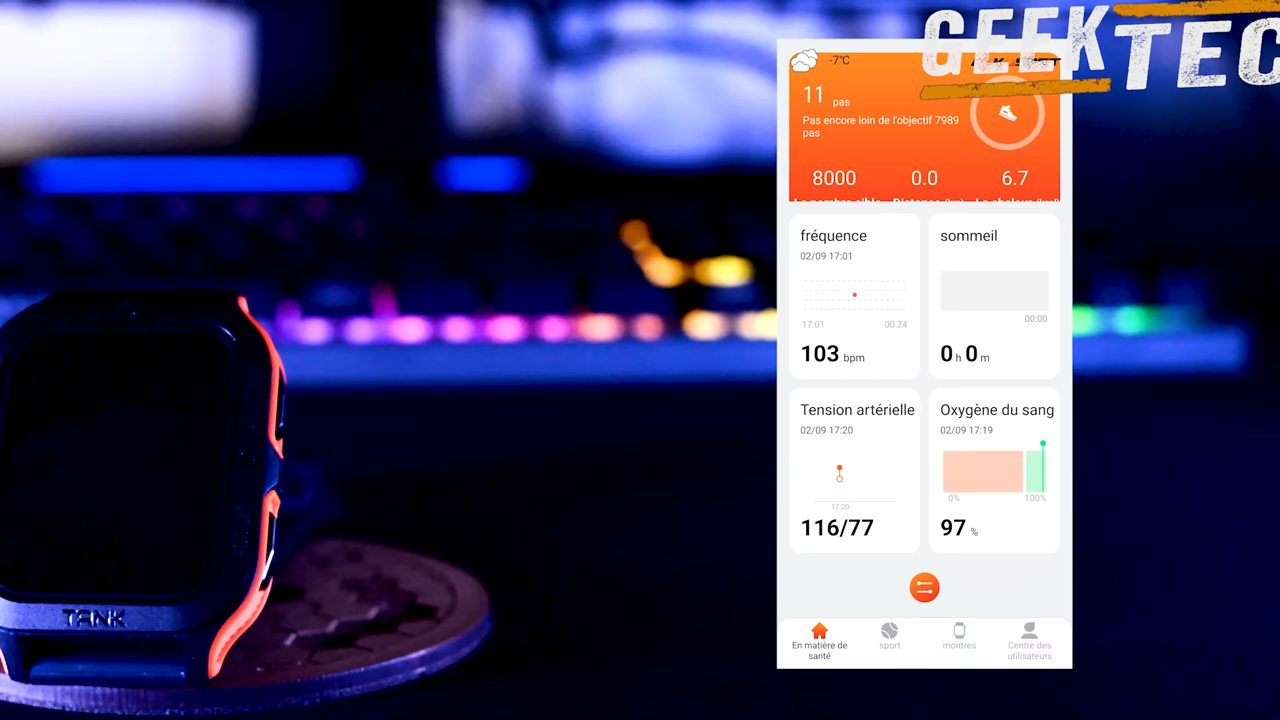 GEEK TEC
-7℃
11 pas
Pas encore loin de l'objectif 7989
pas
8000 0.0 6.7
fréquence
02/09 17:01
17:01 00:24
103 bpm
sommeil
00:00
0 h 0 m
Tension artérielle
02/09 17:20
17:20
116/77
Oxygène du sang
02/09 17:19
0% 100%
97 %
En matière de
santé
sport
montres
Centre des
utilisateurs
TANK